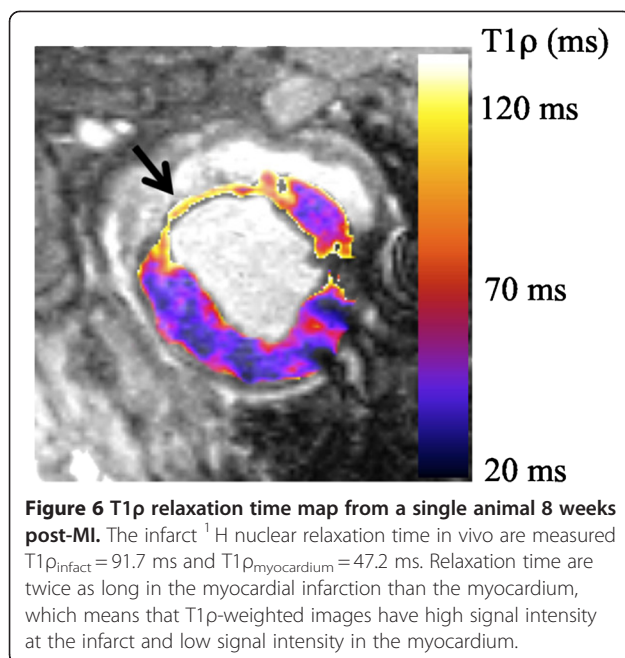 T1ρ (ms)
120 ms
70 ms
20 ms
Figure 6 T1ρ relaxation time map from a single animal 8 weeks
post-MI. The infarct ¹H nuclear relaxation time in vivo are measured
T1ρinfact = 91.7 ms and T1ρmyocardium = 47.2 ms. Relaxation time are
twice as long in the myocardial infarction than the myocardium,
which means that T1ρ-weighted images have high signal intensity
at the infarct and low signal intensity in the myocardium.